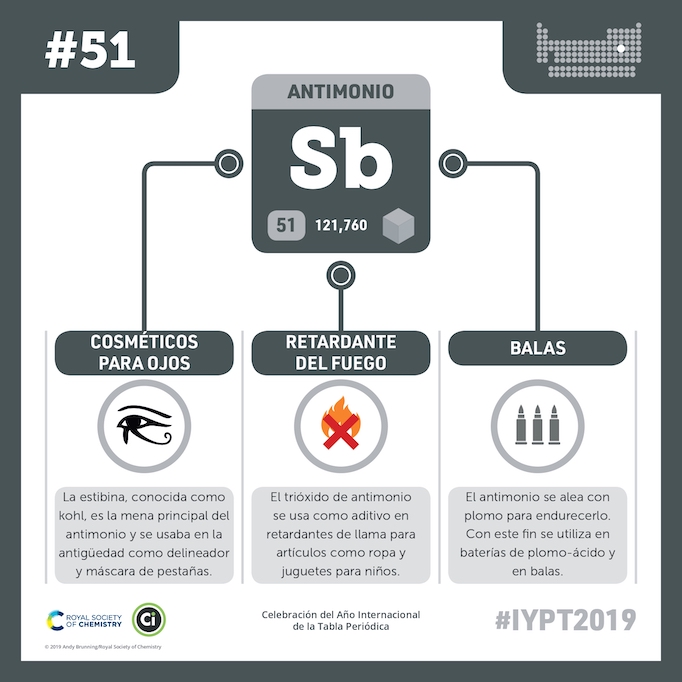 #51
ANTIMONIO
Sb
51 121,760
COSMÉTICOS
PARA OJOS
La estibina, conocida como
kohl, es la mena principal del
antimonio y se usaba en la
antigüedad como delineador
y máscara de pestañas.
RETARDANTE
DEL FUEGO
El trióxido de antimonio
se usa como aditivo en
retardantes de llama para
artículos como ropa y
juguetes para niños.
BALAS
El antimonio se alea con
plomo para endurecerlo.
Con este fin se utiliza en
baterías de plomo-ácido y
en balas.
ROYAL SOCIETY
OF CHEMISTRY
Ci
© 2019 Andy Brunning/Royal Society of Chemistry
Celebración del Año Internacional
de la Tabla Periódica
#IYPT2019